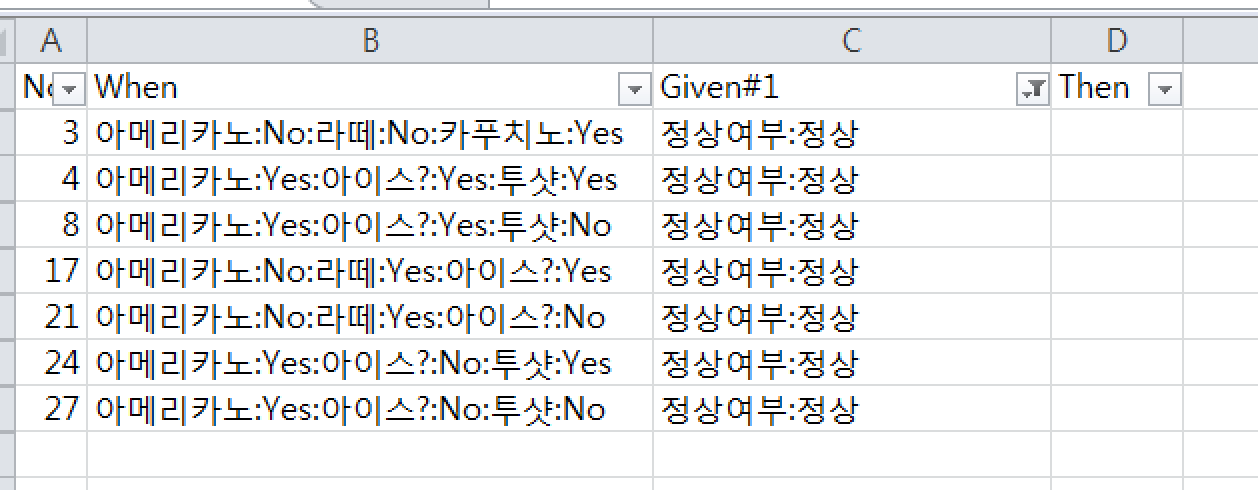 A B C D
No When Given#1 Then
3 아메리카노:No:라떼:No:카푸치노:Yes 정상여부:정상
4 아메리카노:Yes:아이스?:Yes:투샷:Yes 정상여부:정상
8 아메리카노:Yes:아이스?:Yes:투샷:No 정상여부:정상
17 아메리카노:No:라떼:Yes:아이스?:Yes 정상여부:정상
21 아메리카노:No:라떼:Yes:아이스?:No 정상여부:정상
24 아메리카노:Yes:아이스?:No:투샷:Yes 정상여부:정상
27 아메리카노:Yes:아이스?:No:투샷:No 정상여부:정상